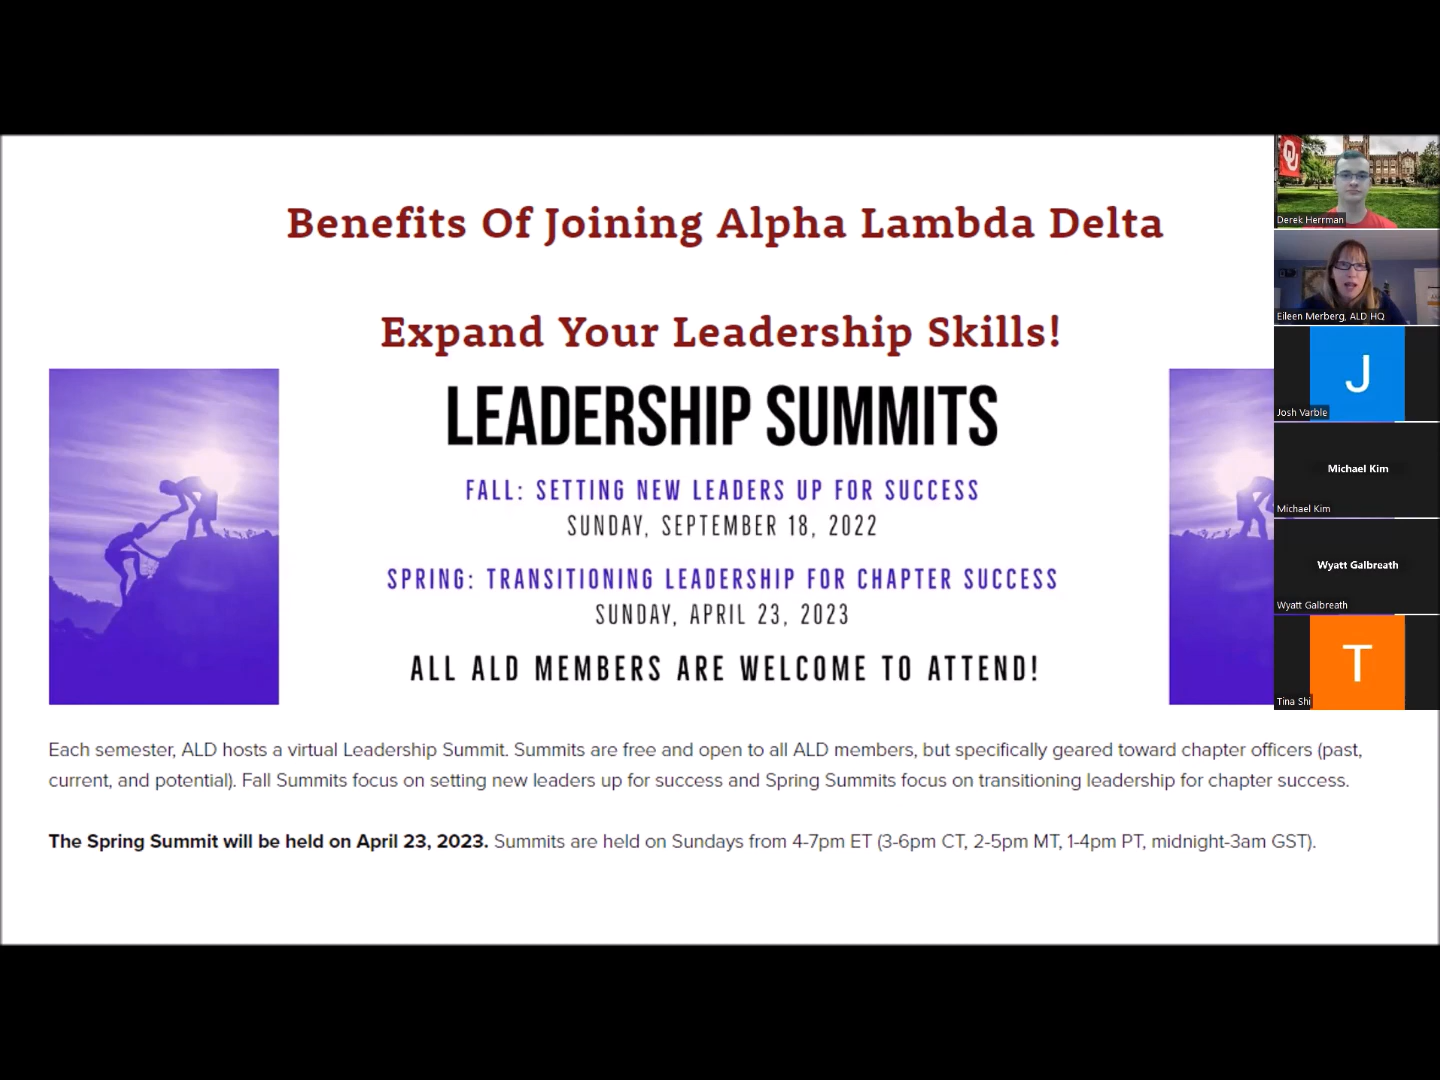 Benefits Of Joining Alpha Lambda Delta
Expand Your Leadership Skills!
LEADERSHIP SUMMITS
FALL: SETTING NEW LEADERS UP FOR SUCCESS
SUNDAY, SEPTEMBER 18, 2022
SPRING: TRANSITIONING LEADERSHIP FOR CHAPTER SUCCESS
SUNDAY, APRIL 23, 2023
ALL ALD MEMBERS ARE WELCOME TO ATTEND!
Each semester, ALD hosts a virtual Leadership Summit. Summits are free and open to all ALD members, but specifically geared toward chapter officers (past,
current, and potential). Fall Summits focus on setting new leaders up for success and Spring Summits focus on transitioning leadership for chapter success.
The Spring Summit will be held on April 23, 2023. Summits are held on Sundays from 4-7pm ET (3-6pm CT, 2-5pm MT, 1-4pm PT, midnight-3am GST).
OU
Derek Herrman
Eileen Merberg, ALD HQ
J
Josh Varble
Michael Kim
Michael Kim
Wyatt Galbreath
Wyatt Galbreath
T
Tina Shi